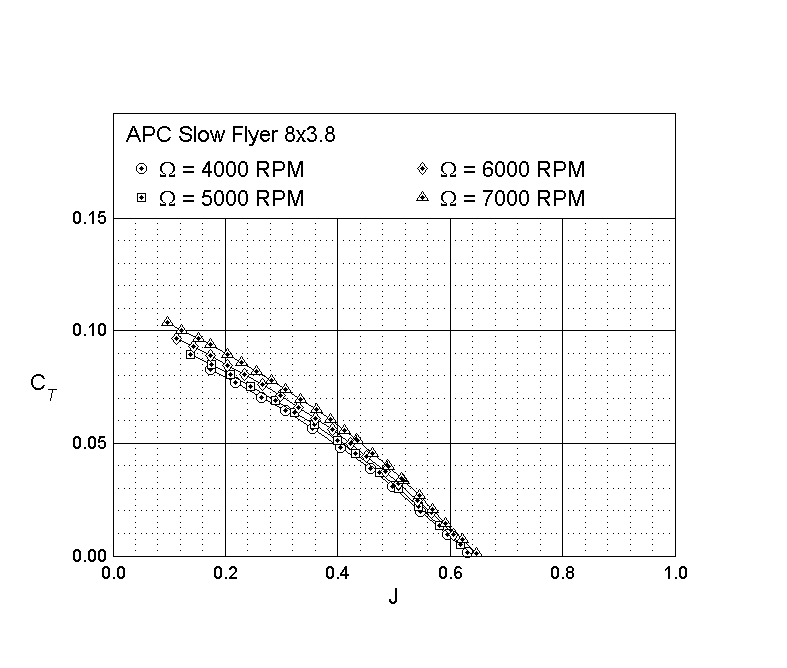 APC Slow Flyer 8x3.8
Ω = 4000 RPM
Ω = 6000 RPM
Ω = 5000 RPM
Ω = 7000 RPM
0.15
0.10
C_T
0.05
0.00
0.0 0.2 0.4 0.6 0.8 1.0
J